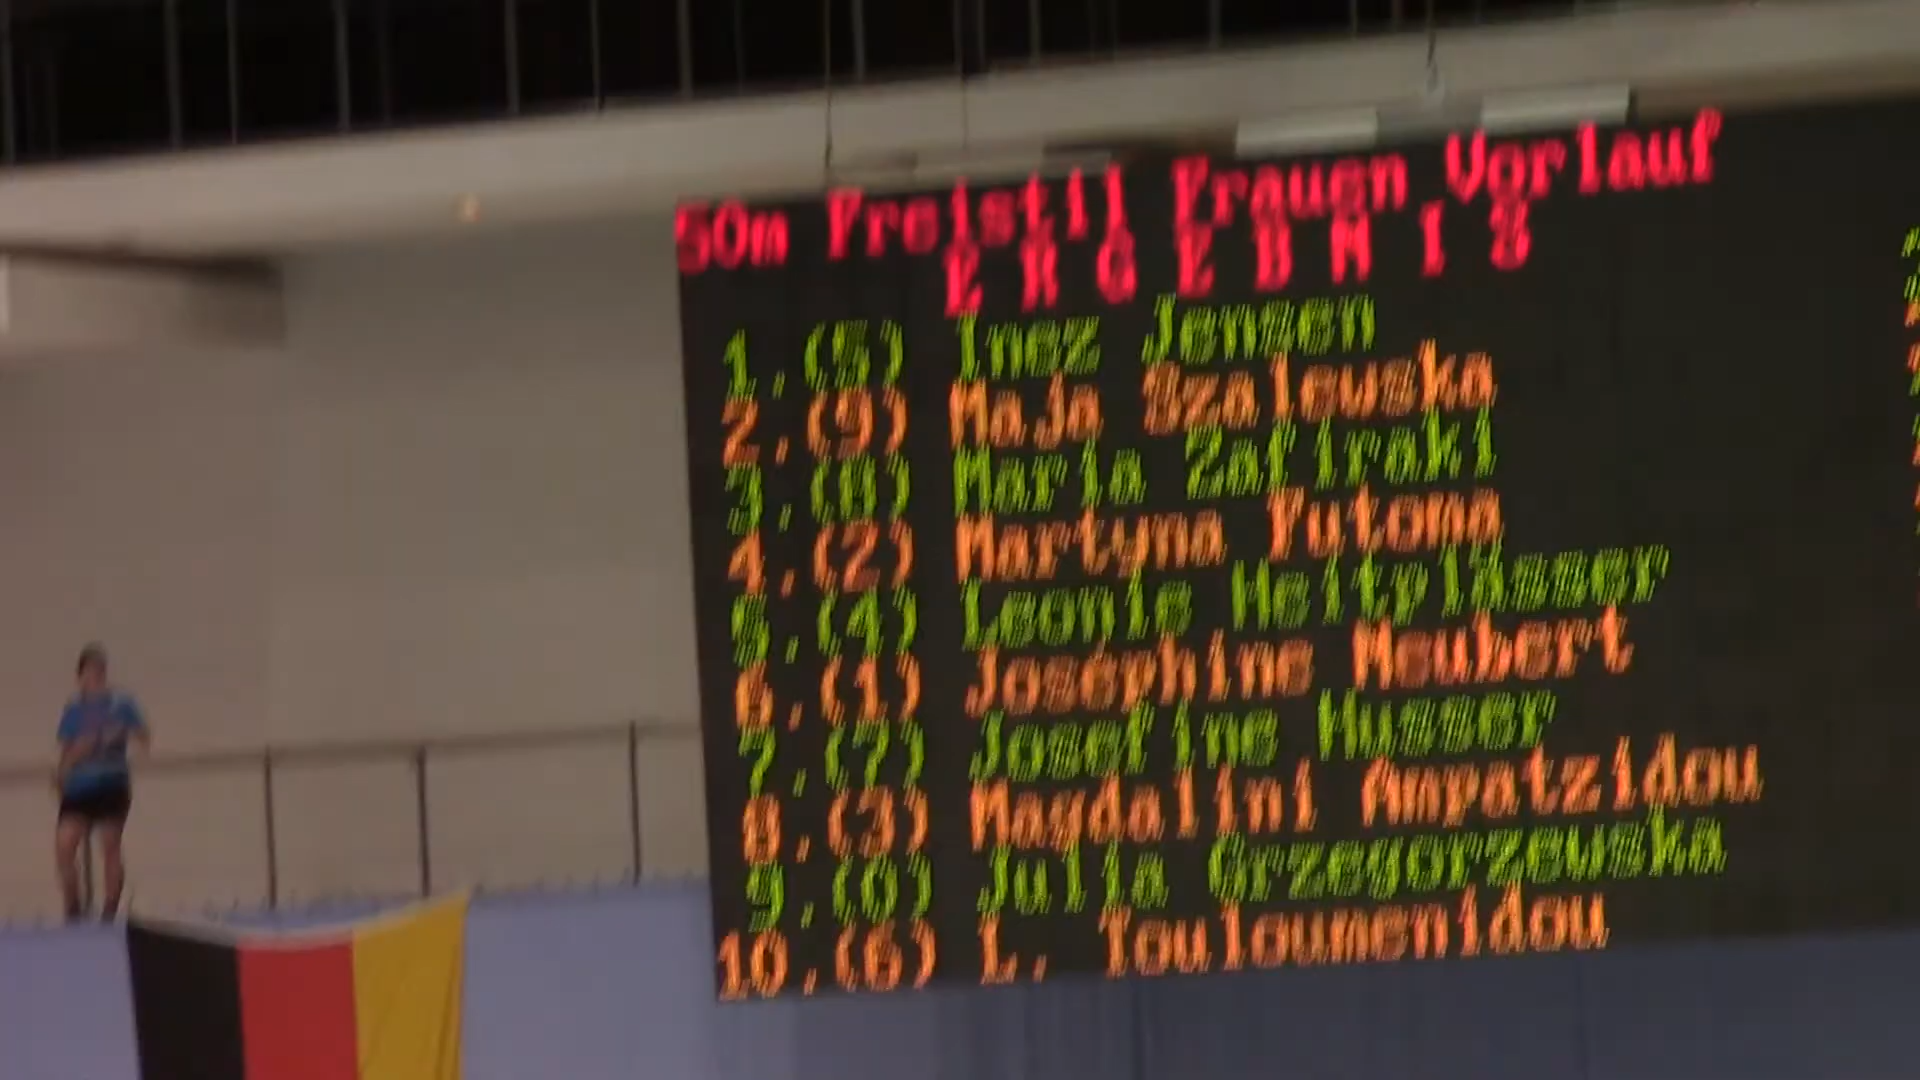 50m Freistil Frauen Vorlauf
E R G E B N I S
1.(5) Inez Jensen
2.(9) Maja Szalewska
3.(8) Maria Zafiraki
4.(2) Martyna Putoma
5.(4) Leonie Heitplässer
6.(1) Josephine Neubert
7.(7) Josefine Husser
8.(3) Magdalini Ampatzidou
9.(0) Julia Grzegorzewska
10.(6) L. Touloumenidou